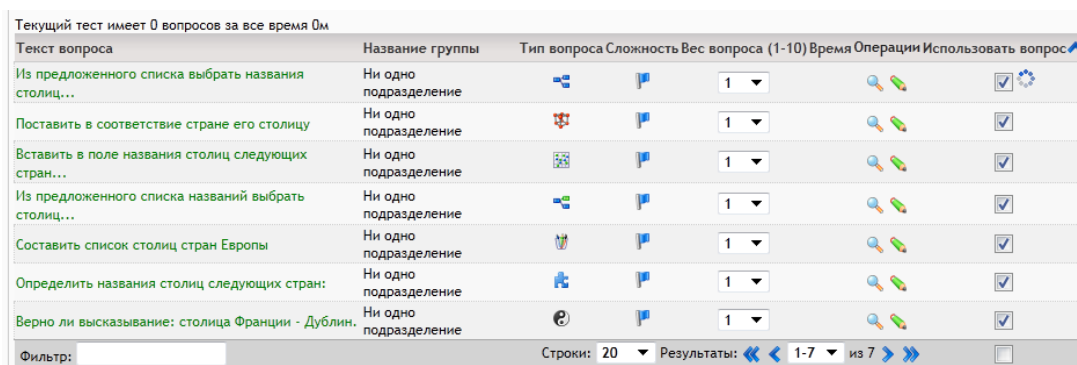 Текущий тест имеет 0 вопросов за все время 0м
Текст вопроса Название группы Тип вопроса Сложность Вес вопроса (1-10) Время Операции Использовать вопрос
Из предложенного списка выбрать названия столиц... Ни одно подразделение 1
Поставить в соответствие стране его столицу Ни одно подразделение 1
Вставить в поле названия столиц следующих стран... Ни одно подразделение 1
Из предложенного списка названий выбрать столиц... Ни одно подразделение 1
Составить список столиц стран Европы Ни одно подразделение 1
Определить названия столиц следующих стран: Ни одно подразделение 1
Верно ли высказывание: столица Франции - Дублин. Ни одно подразделение 1
Фильтр: Строки: 20 Результаты: 1-7 из 7